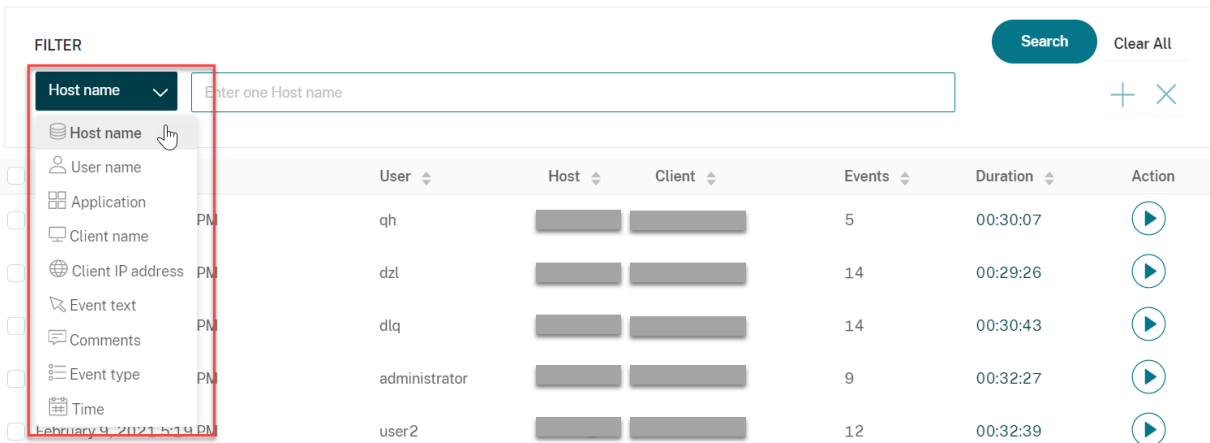 FILTER
Search
Clear All
Host name
Enter one Host name
Host name
User name
Application
Client name
Client IP address
Event text
Comments
Event type
Time
User
Host
Client
Events
Duration
Action
PM
qh
5
00:30:07
PM
dzl
14
00:29:26
PM
dlq
14
00:30:43
PM
administrator
9
00:32:27
February 9, 2021 5:19 PM
user2
12
00:32:39